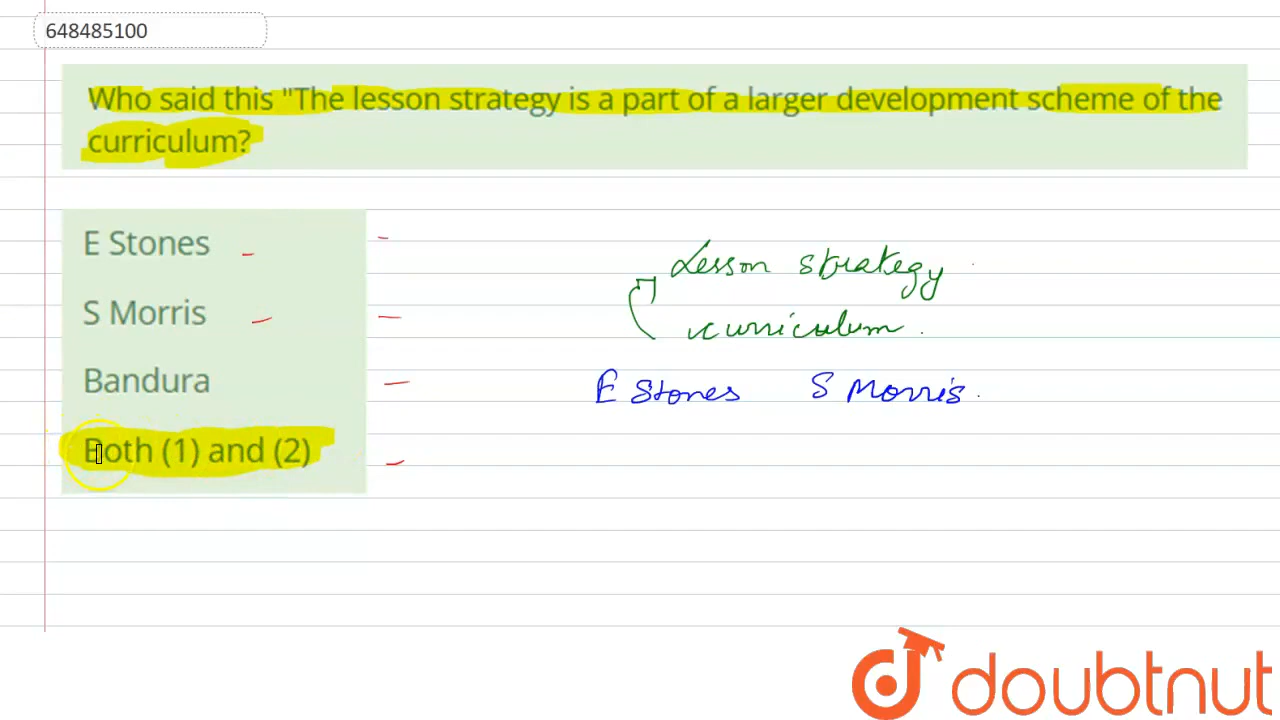 648485100
Who said this "The lesson strategy is a part of a larger development scheme of the
curriculum?
E Stones
S Morris
Bandura
Both (1) and (2)
Lesson strategy
curriculum.
E Stones S Morris.
doubtnut